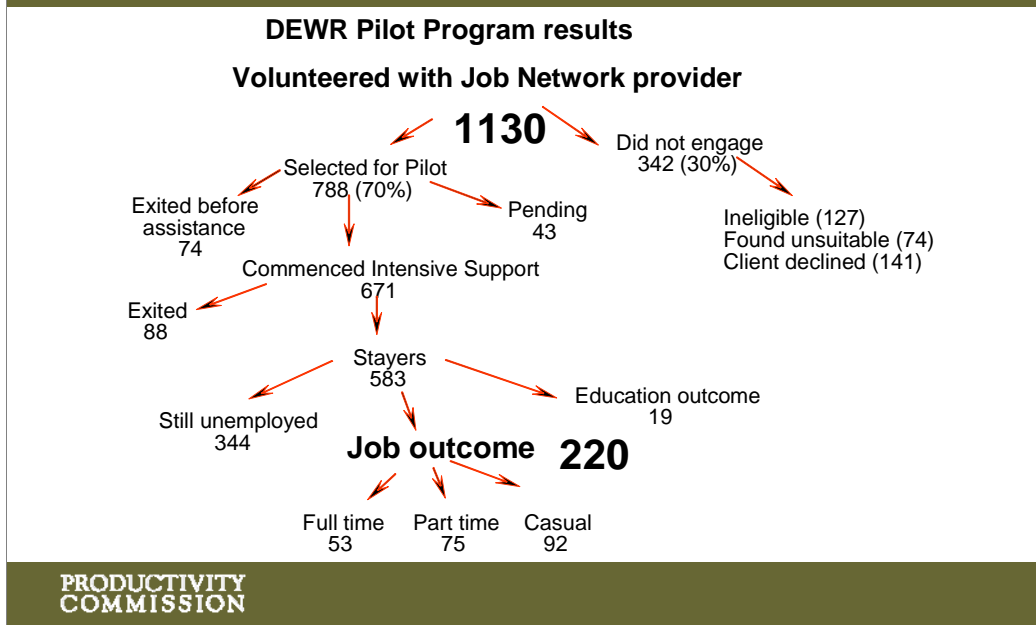 DEWR Pilot Program results
Volunteered with Job Network provider
1130
Did not engage
342 (30%)
Selected for Pilot
788 (70%)
Exited before
assistance
74
Pending
43
Ineligible (127)
Found unsuitable (74)
Client declined (141)
Commenced Intensive Support
671
Exited
88
Stayers
583
Still unemployed
344
Education outcome
19
Job outcome 220
Full time
53
Part time
75
Casual
92
PRODUCTIVITY
COMMISSION